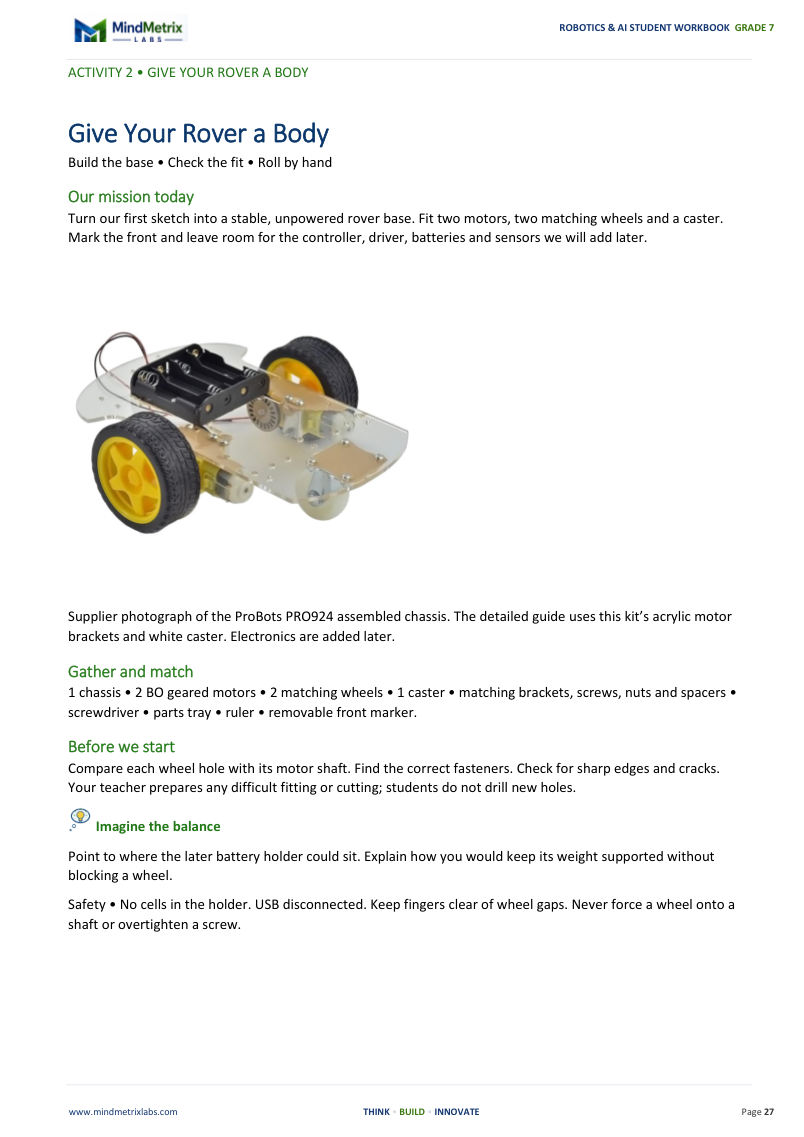 MindMetrix
LABS
ROBOTICS & AI STUDENT WORKBOOK GRADE 7
ACTIVITY 2 • GIVE YOUR ROVER A BODY
Give Your Rover a Body
Build the base • Check the fit • Roll by hand
Our mission today
Turn our first sketch into a stable, unpowered rover base. Fit two motors, two matching wheels and a caster.
Mark the front and leave room for the controller, driver, batteries and sensors we will add later.
Supplier photograph of the ProBots PRO924 assembled chassis. The detailed guide uses this kit’s acrylic motor
brackets and white caster. Electronics are added later.
Gather and match
1 chassis • 2 BO geared motors • 2 matching wheels • 1 caster • matching brackets, screws, nuts and spacers •
screwdriver • parts tray • ruler • removable front marker.
Before we start
Compare each wheel hole with its motor shaft. Find the correct fasteners. Check for sharp edges and cracks.
Your teacher prepares any difficult fitting or cutting; students do not drill new holes.
Imagine the balance
Point to where the later battery holder could sit. Explain how you would keep its weight supported without
blocking a wheel.
Safety • No cells in the holder. USB disconnected. Keep fingers clear of wheel gaps. Never force a wheel onto a
shaft or overtighten a screw.
www.mindmetrixlabs.com
THINK • BUILD • INNOVATE
Page 27